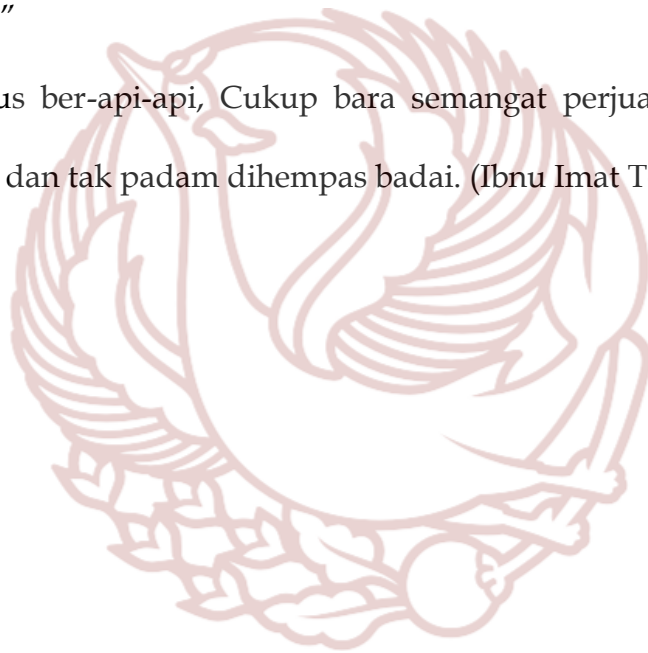 ”
us ber-api-api, Cukup bara semangat perjua
dan tak padam dihempas badai. (Ibnu Imat T